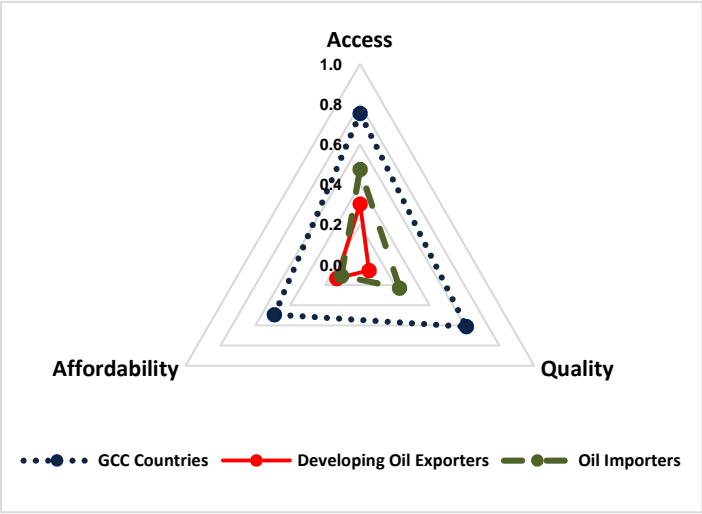 Access
1.0
0.8
0.6
0.4
0.2
0.0
Affordability
Quality
GCC Countries Developing Oil Exporters Oil Importers